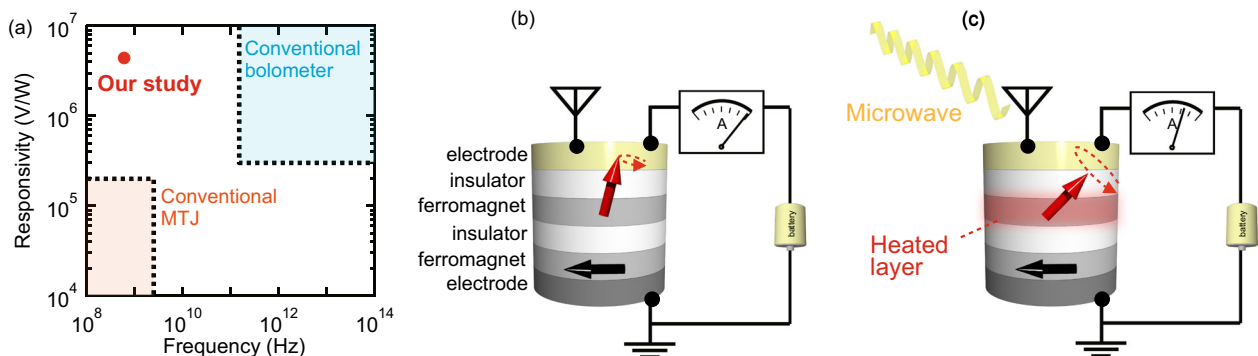 (a)
10^7
10^6
10^5
10^4
Responsivity (V/W)
Conventional
bolometer
Our study
Conventional
MTJ
10^8
10^10
10^12
10^14
Frequency (Hz)
(b)
A
electrode
insulator
ferromagnet
insulator
ferromagnet
electrode
battery
(c)
Microwave
A
Heated
layer
battery